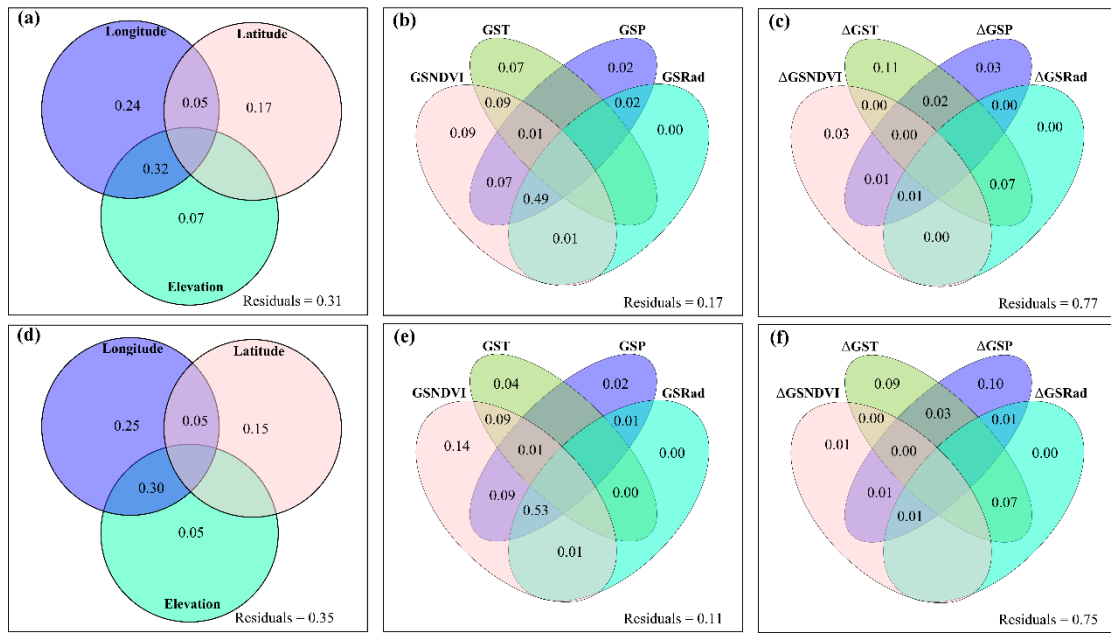 (a)
Longitude
Latitude
0.24
0.05
0.17
0.32
0.07
Elevation
Residuals = 0.31
(b)
GST
GSP
GSNDVI
GSRad
0.07
0.02
0.09
0.02
0.09
0.01
0.00
0.07
0.49
0.01
Residuals = 0.17
(c)
ΔGST
ΔGSP
ΔGSNDVI
ΔGSRad
0.11
0.03
0.00
0.02
0.00
0.03
0.00
0.00
0.01
0.01
0.07
0.00
Residuals = 0.77
(d)
Longitude
Latitude
0.25
0.05
0.15
0.30
0.05
Elevation
Residuals = 0.35
(e)
GST
GSP
GSNDVI
GSRad
0.04
0.02
0.09
0.01
0.14
0.01
0.00
0.09
0.53
0.00
0.01
Residuals = 0.11
(f)
ΔGST
ΔGSP
ΔGSNDVI
ΔGSRad
0.09
0.10
0.00
0.03
0.01
0.01
0.00
0.00
0.01
0.01
0.07
Residuals = 0.75